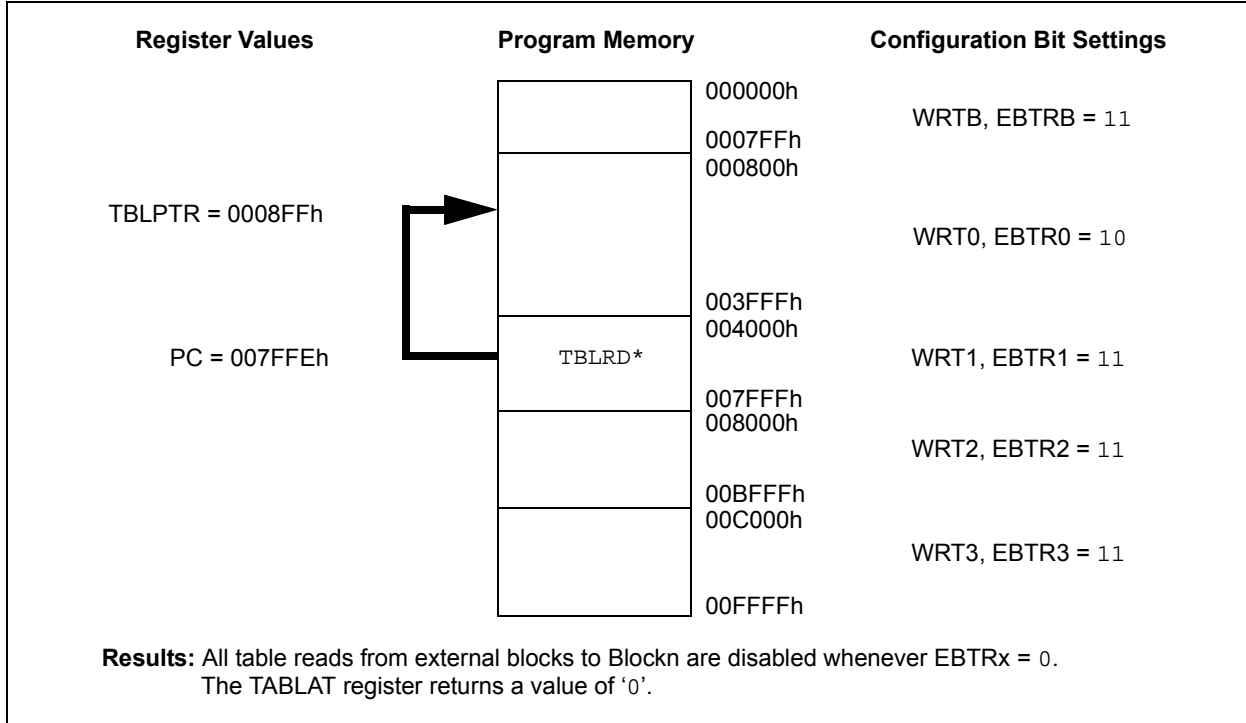 Register Values Program Memory Configuration Bit Settings
000000h
WRTB, EBTRB = 11
0007FFh
000800h
TBLPTR = 0008FFh
WRT0, EBTR0 = 10
003FFFh
004000h
PC = 007FFEh TBLRD* WRT1, EBTR1 = 11
007FFFh
008000h
WRT2, EBTR2 = 11
00BFFFh
00C000h
WRT3, EBTR3 = 11
00FFFFh
Results: All table reads from external blocks to Blockn are disabled whenever EBTRx = 0.
The TABLAT register returns a value of ‘0’.